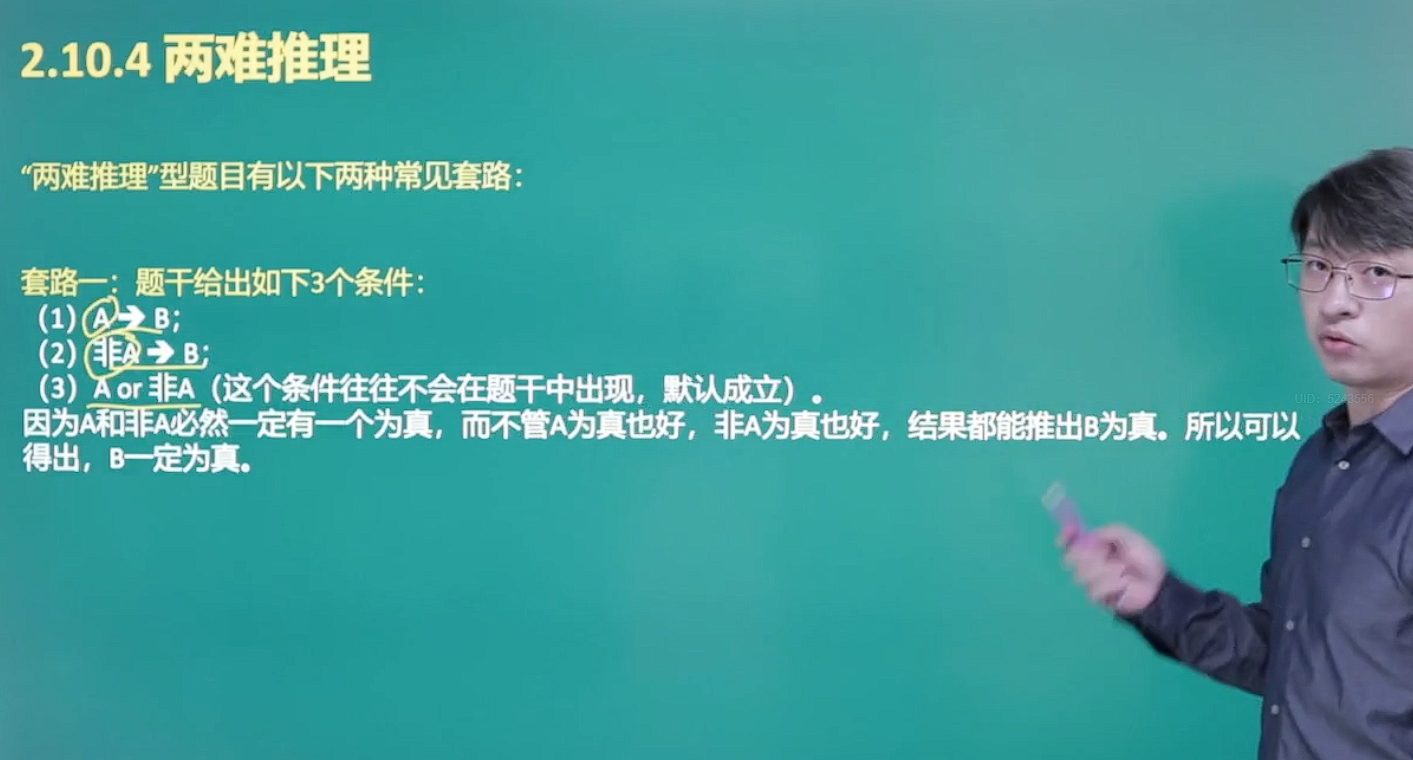 2.10.4 两难推理
“两难推理”型题目有以下两种常见套路：
套路一：题干给出如下3个条件：
（1）A ➔ B；
（2）非A ➔ B；
（3）A or 非A（这个条件往往不会在题干中出现，默认成立）。
因为A和非A必然一定有一个为真，而不管A为真也好，非A为真也好，结果都能推出B为真。所以可以
得出，B一定为真。
UID：5243556